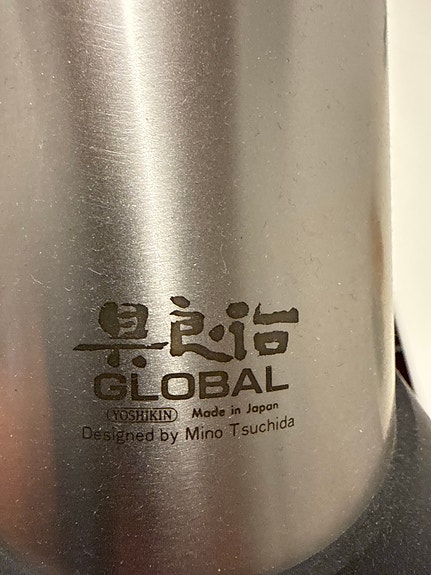 具良治
GLOBAL
YOSHIKIN Made in Japan
Designed by Mino Tsuchida